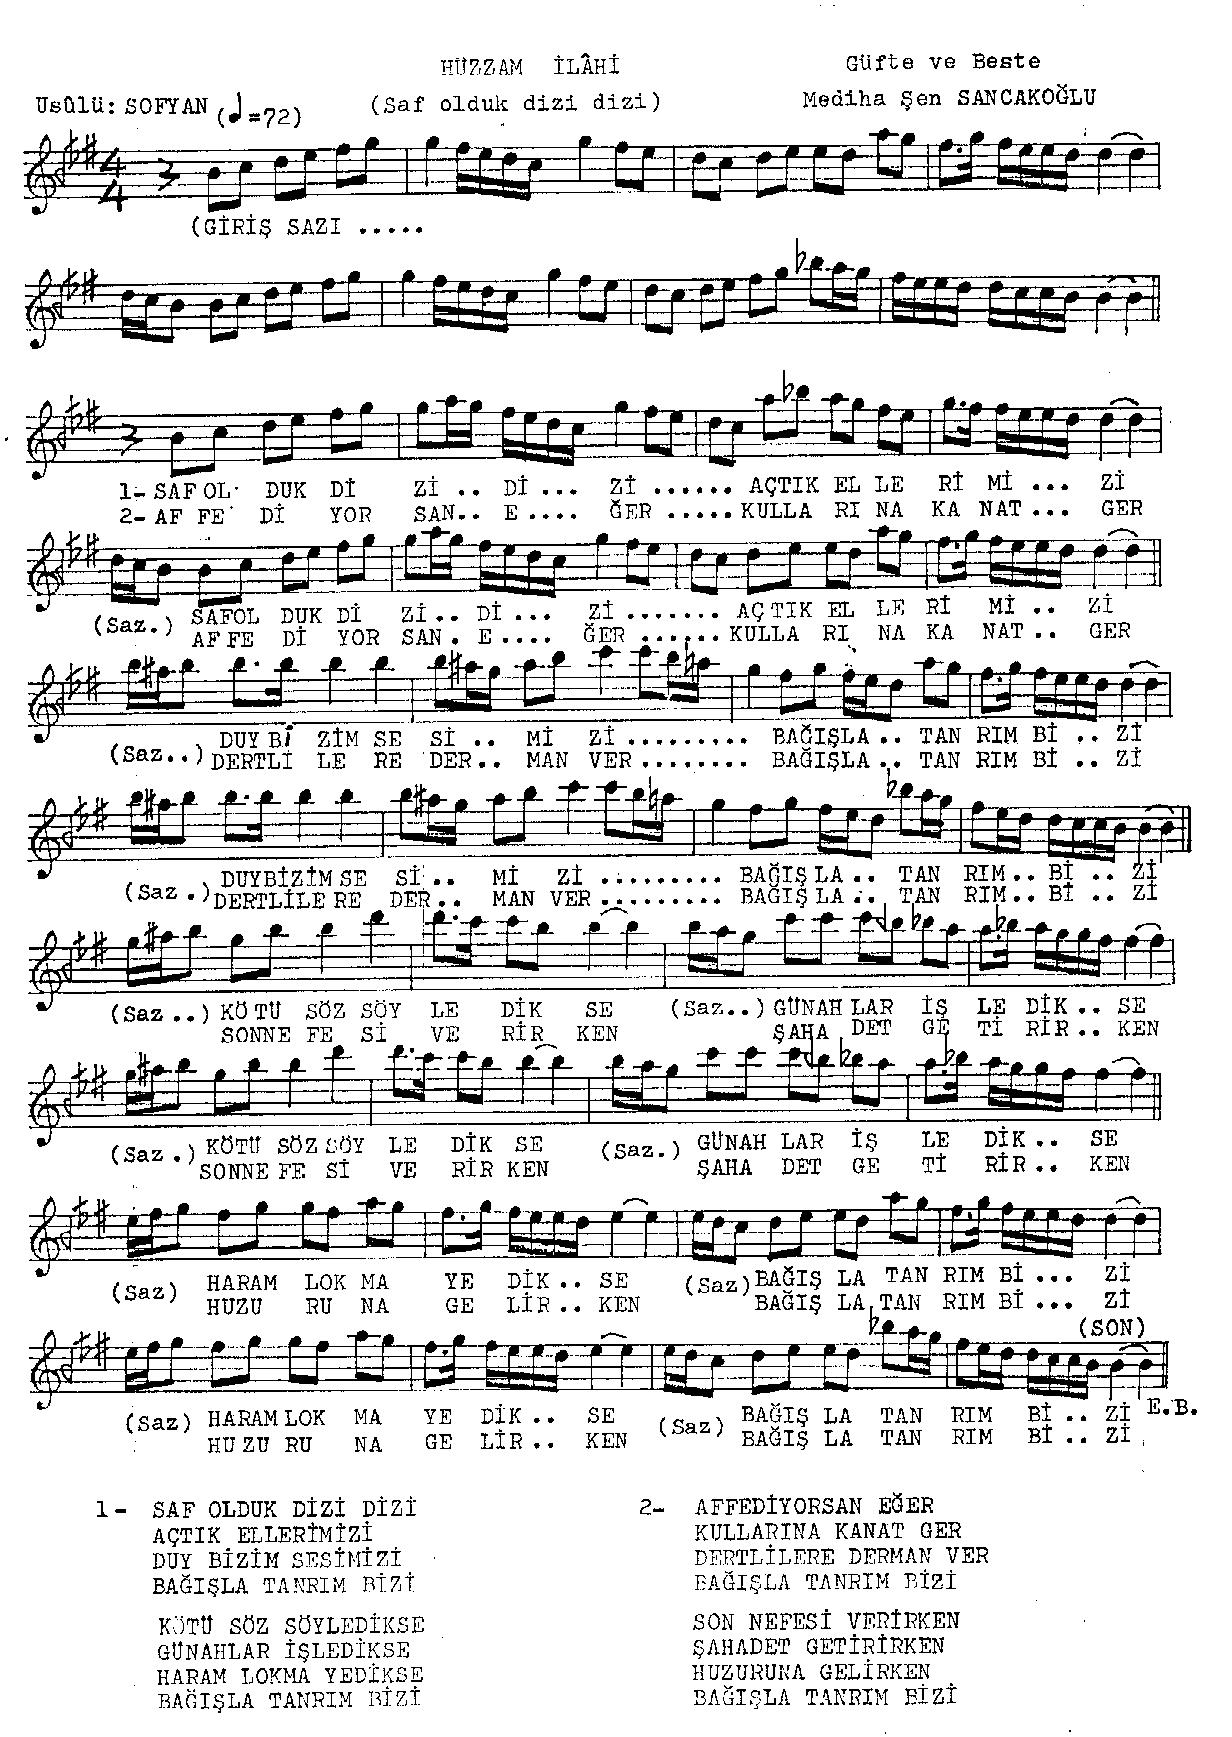 HÜZZAM İLÂHİ
Güfte ve Beste
Usûlü: SOFYAN (♩=72)
(Saf olduk dizi dizi)
Mediha Şen SANCAKOĞLU
4
4
(GİRİŞ SAZI .....
1- SAF OL DUK Dİ Zİ .. Dİ ... Zİ ...... AÇTIK EL LE Rİ Mİ ... Zİ
2- AF FE Dİ YOR SAN.. E .... ĞER ..... KULLA RI NA KA NAT ... GER
(Saz.) SAFOL DUK Dİ Zİ.. Dİ ... Zİ ....... AÇTIK EL LE Rİ Mİ .. Zİ
AF FE Dİ YOR SAN . E .... ĞER ...... KULLA RI NA KA NAT .. GER
(Saz..) DUY Bİ ZİM SE Sİ .. Mİ Zİ ......... BAĞIŞLA .. TAN RIM Bİ .. Zİ
DERTLİ LE RE DER.. MAN VER ........ BAĞIŞLA .. TAN RIM Bİ .. Zİ
(Saz .) DUYBİZİM SE Sİ .. Mİ Zİ ......... BAĞIŞ LA .. TAN RIM.. Bİ .. Zİ
DERTLİLE RE DER.. MAN VER ......... BAĞIŞ LA .. TAN RIM.. Bİ .. Zİ
(Saz ..) KÖ TÜ SÖZ SÖY LE DİK SE (Saz..) GÜNAH LAR İŞ LE DİK .. SE
SONNE FE Sİ VE RİR KEN ŞAHA DET GE Tİ RİR .. KEN
(Saz .) KÖTÜ SÖZ SÖY LE DİK SE (Saz.) GÜNAH LAR İŞ LE DİK .. SE
SONNE FE Sİ VE RİR KEN ŞAHA DET GE Tİ RİR .. KEN
(Saz) HARAM LOK MA YE DİK .. SE (Saz) BAĞIŞ LA TAN RIM Bİ ... Zİ
HUZU RU NA GE LİR .. KEN BAĞIŞ LA TAN RIM Bİ ... Zİ
(SON)
(Saz) HARAM LOK MA YE DİK .. SE (Saz) BAĞIŞ LA TAN RIM Bİ .. Zİ E.B.
HU ZU RU NA GE LİR .. KEN BAĞIŞ LA TAN RIM Bİ .. Zİ
1- SAF OLDUK DİZİ DİZİ
AÇTIK ELLERİMİZİ
DUY BİZİM SESİMİZİ
BAĞIŞLA TANRIM BİZİ
KÖTÜ SÖZ SÖYLEDİKSE
GÜNAHLAR İŞLEDİKSE
HARAM LOKMA YEDİKSE
BAĞIŞLA TANRIM BİZİ
2- AFFEDİYORSAN EĞER
KULLARINA KANAT GER
DERTLİLERE DERMAN VER
BAĞIŞLA TANRIM BİZİ
SON NEFESİ VERİRKEN
ŞAHADET GETİRİRKEN
HUZURUNA GELİRKEN
BAĞIŞLA TANRIM BİZİ